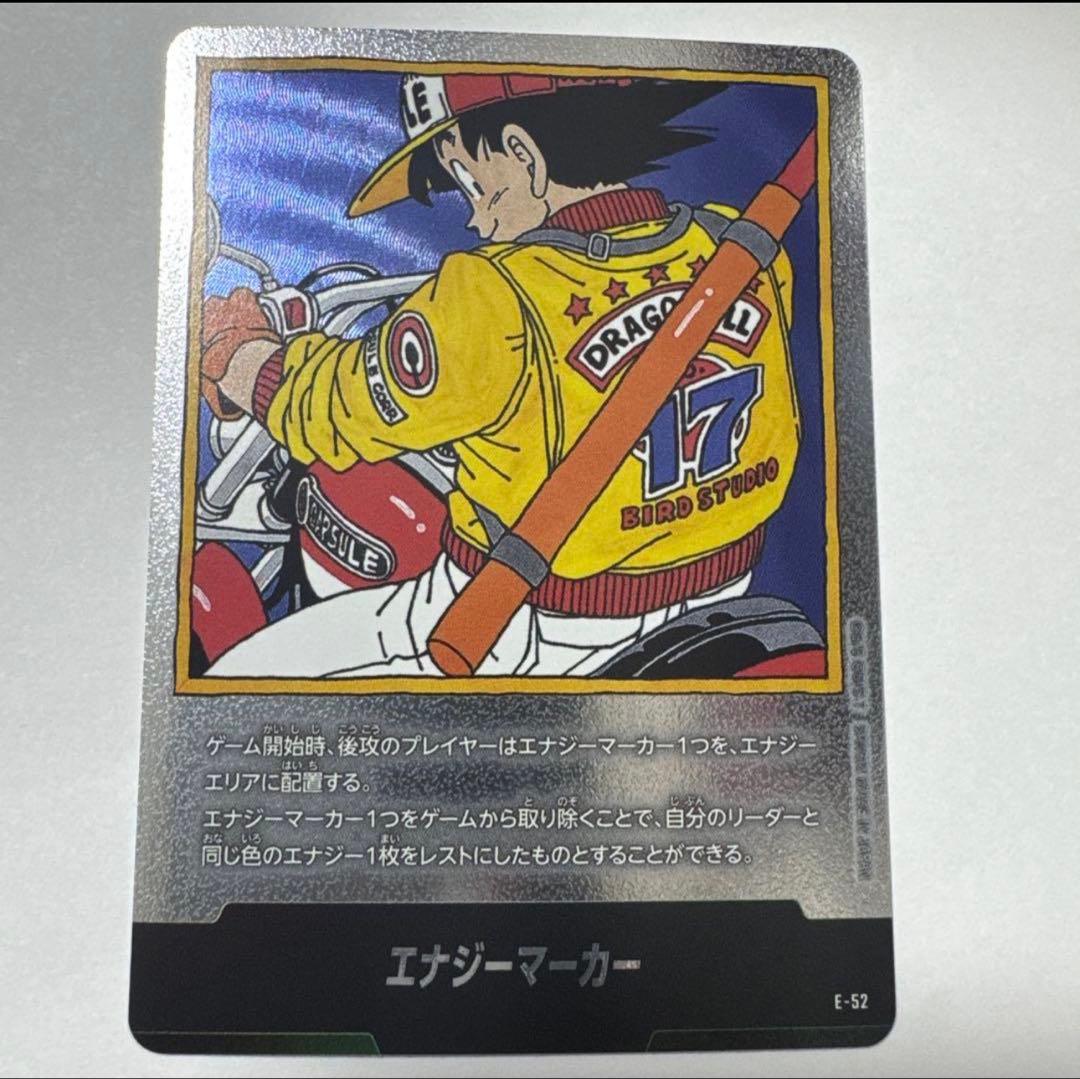 LE
DRAGO LL
17
BIRD STUDIO
ULE CORP.
CAPSULE
ゲーム開始時、後攻のプレイヤーはエナジーマーカー1つを、エナジー
エリアに配置する。
エナジーマーカー1つをゲームから取り除くことで、自分のリーダーと
同じ色のエナジー1枚をレストにしたものとすることができる。
エナジーマーカー
E-52